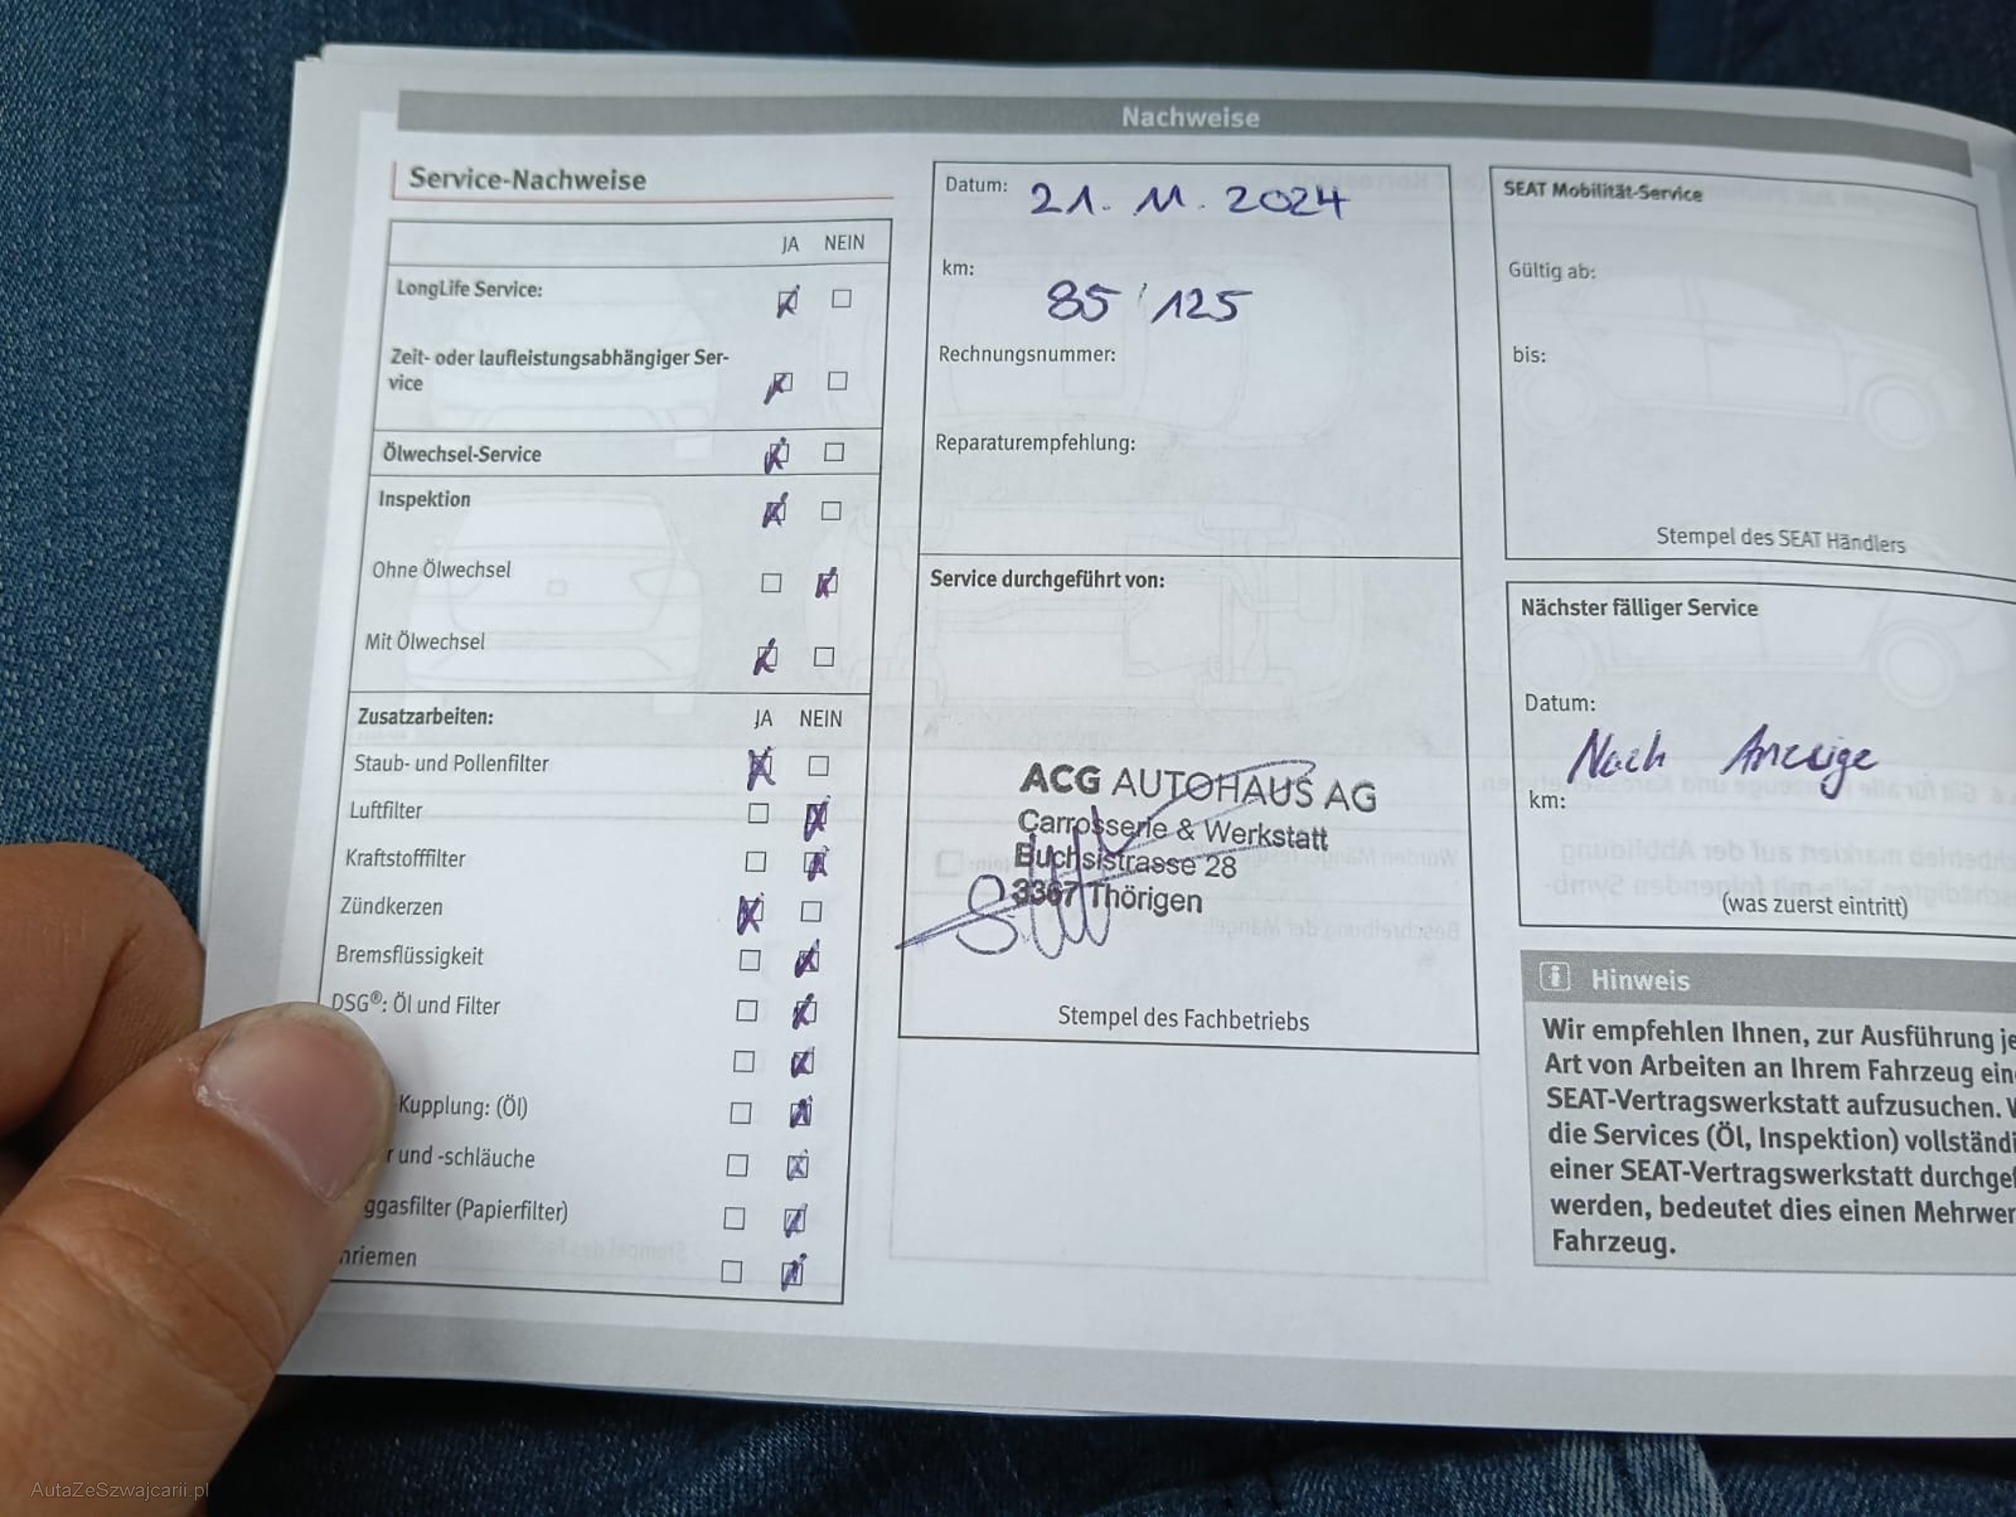 Nachweise
Service-Nachweise
JA NEIN
LongLife Service:
Zeit- oder laufleistungsabhängiger Ser-
vice
Ölwechsel-Service
Inspektion
Ohne Ölwechsel
Mit Ölwechsel
Zusatzarbeiten: JA NEIN
Staub- und Pollenfilter
Luftfilter
Kraftstofffilter
Zündkerzen
Bremsflüssigkeit
DSG®: Öl und Filter
-Kupplung: (Öl)
r und -schläuche
ggasfilter (Papierfilter)
nriemen
Datum: 21. 11. 2024
km:
85'125
Rechnungsnummer:
Reparaturempfehlung:
Service durchgeführt von:
ACG AUTOHAUS AG
Carrosserie & Werkstatt
Buchsistrasse 28
3367 Thörigen
Stempel des Fachbetriebs
SEAT Mobilität-Service
Gültig ab:
bis:
Stempel des SEAT Händlers
Nächster fälliger Service
Datum:
Nach Anzeige
km:
(was zuerst eintritt)
i Hinweis
Wir empfehlen Ihnen, zur Ausführung je
Art von Arbeiten an Ihrem Fahrzeug ein
SEAT-Vertragswerkstatt aufzusuchen. W
die Services (Öl, Inspektion) vollständi
einer SEAT-Vertragswerkstatt durchgef
werden, bedeutet dies einen Mehrwer
Fahrzeug.
AutaZeSzwajcarii.pl